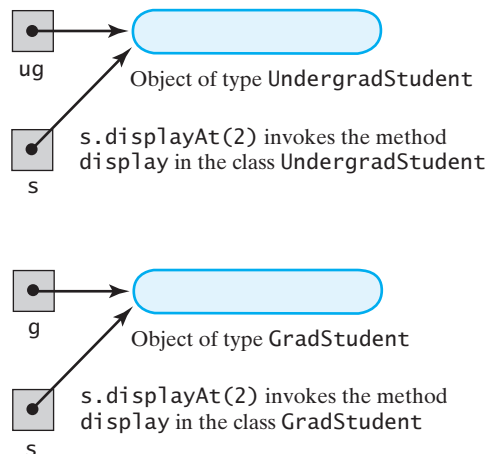 ug
Object of type UndergradStudent
s.displayAt(2) invokes the method
display in the class UndergradStudent
s
g
Object of type GradStudent
s.displayAt(2) invokes the method
display in the class GradStudent
s